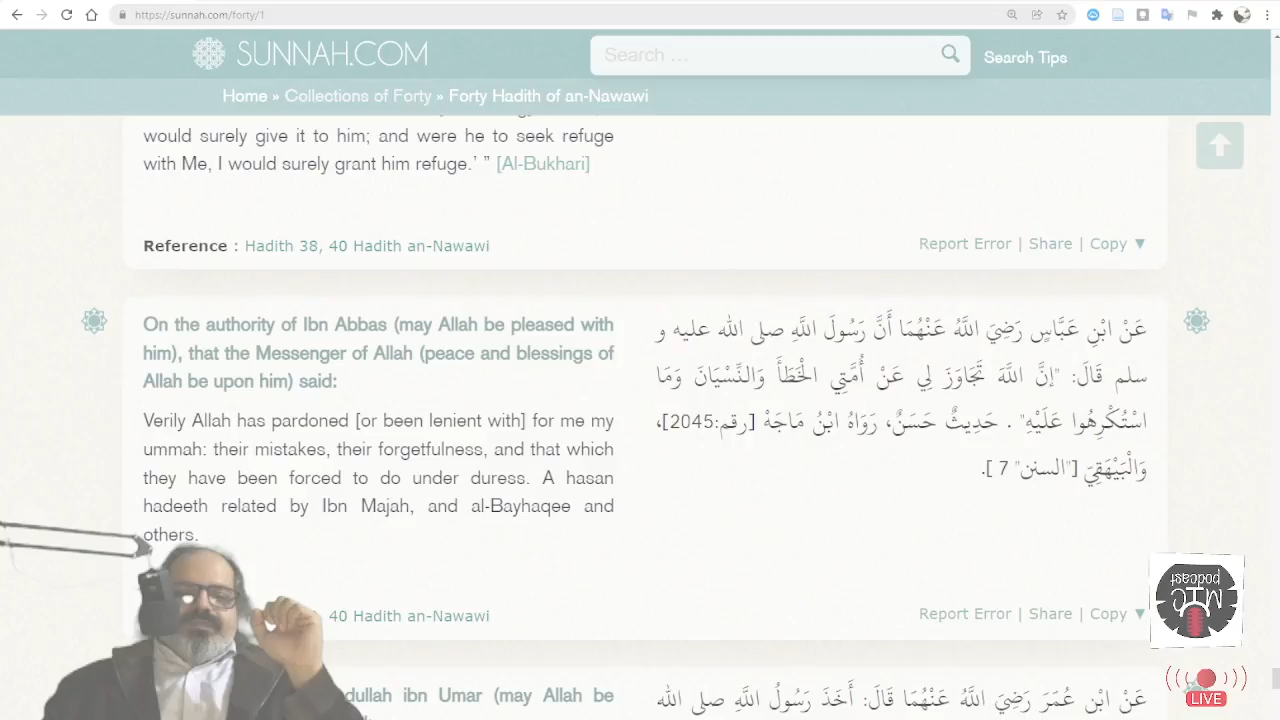 https://sunnah.com/forty/1
SUNNAH.COM
Search ...
Search Tips
Home » Collections of Forty » Forty Hadith of an-Nawawi
would surely give it to him; and were he to seek refuge
with Me, I would surely grant him refuge.' ” [Al-Bukhari]
Reference : Hadith 38, 40 Hadith an-Nawawi
Report Error | Share | Copy ▼
On the authority of Ibn Abbas (may Allah be pleased with
him), that the Messenger of Allah (peace and blessings of
Allah be upon him) said:
Verily Allah has pardoned [or been lenient with] for me my
ummah: their mistakes, their forgetfulness, and that which
they have been forced to do under duress. A hasan
hadeeth related by Ibn Majah, and al-Bayhaqee and
others.
عَنْ ابْنِ عَبَّاسٍ رَضِيَ اللَّهُ عَنْهُمَا أَنَّ رَسُولَ اللَّهِ صلى الله عليه و
سلم قَالَ: "إنَّ اللَّهَ تَجَاوَزَ لِي عَنْ أُمَّتِي الْخَطَأَ وَالنِّسْيَانَ وَمَا
اسْتُكْرِهُوا عَلَيْهِ" . حَدِيثٌ حَسَنٌ، رَوَاهُ ابْنُ مَاجَهْ [رقم:2045]،
وَالْبَيْهَقِيّ ["السنن" 7 ].
40 Hadith an-Nawawi
Report Error | Share | Copy ▼
dullah ibn Umar (may Allah be
عَنْ ابْن عُمَرَ رَضِيَ اللَّهُ عَنْهُمَا قَالَ: أَخَذَ رَسُولُ اللَّهِ صلى الله
MIC
podcast
LIVE